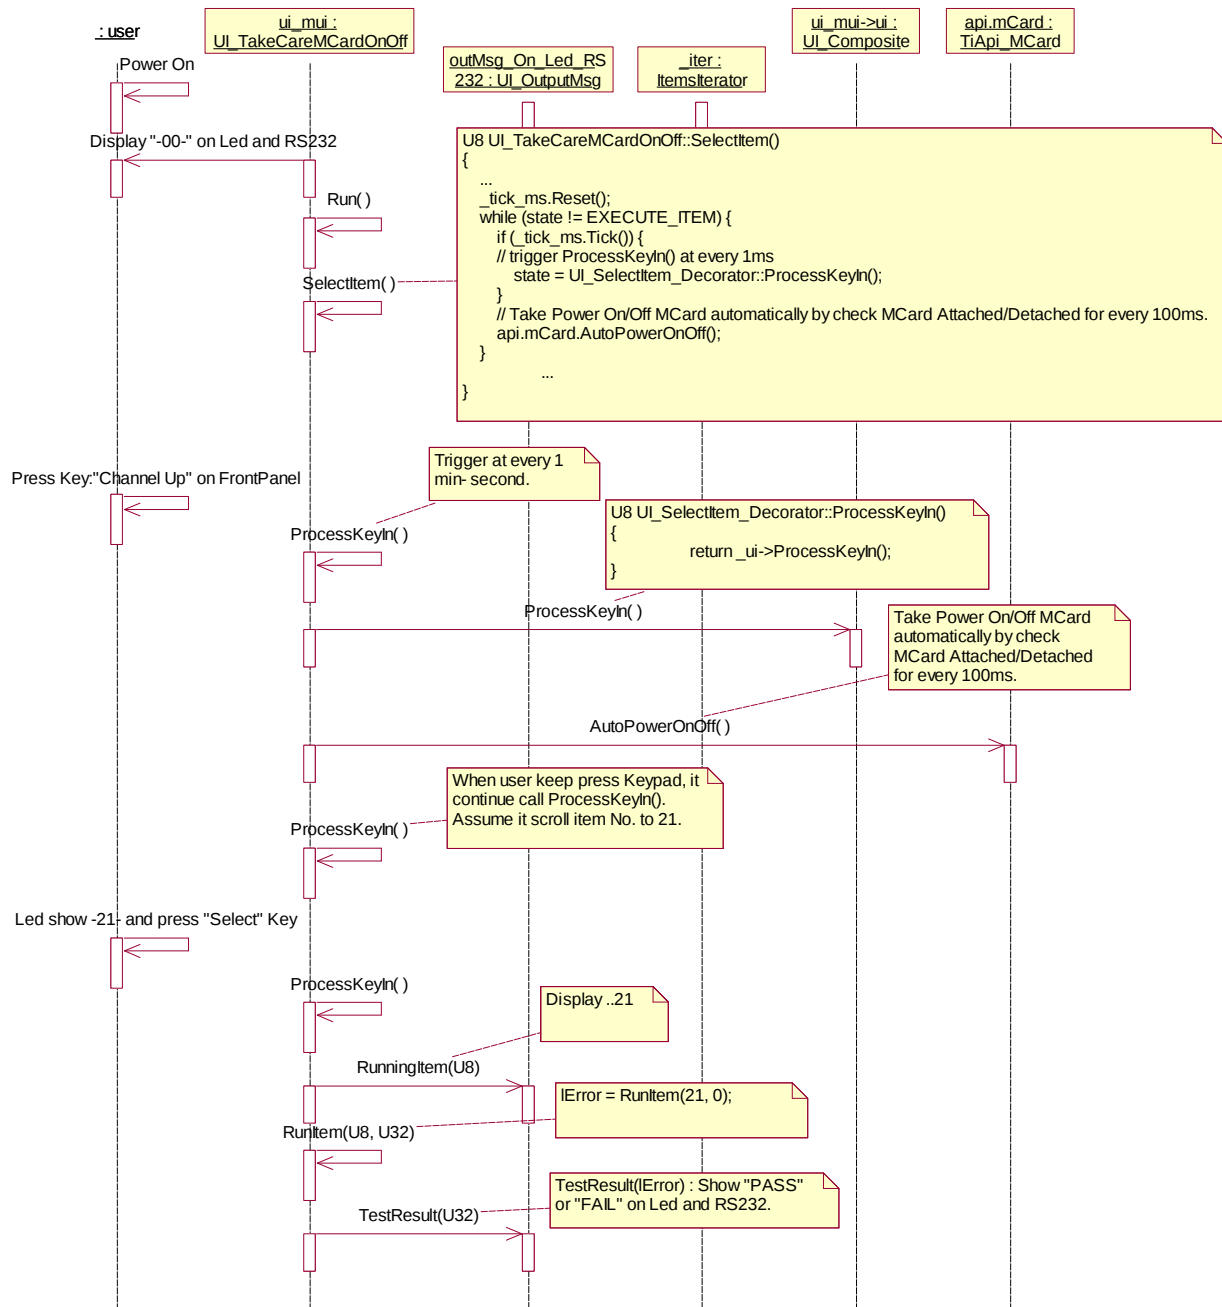 : user
ui_mui :
UI_TakeCareMCardOnOff
outMsg_On_Led_RS
232 : UI_OutputMsg
_iter :
ItemsIterator
ui_mui->ui :
UI_Composite
api.mCard :
TiApi_MCard
Power On
Display "-00-" on Led and RS232
Run( )
SelectItem( )
U8 UI_TakeCareMCardOnOff::SelectItem()
{
...
_tick_ms.Reset();
while (state != EXECUTE_ITEM) {
if (_tick_ms.Tick()) {
// trigger ProcessKeyIn() at every 1ms
state = UI_SelectItem_Decorator::ProcessKeyIn();
}
// Take Power On/Off MCard automatically by check MCard Attached/Detached for every 100ms.
api.mCard.AutoPowerOnOff();
}
...
}
Press Key:"Channel Up" on FrontPanel
Trigger at every 1
min- second.
ProcessKeyIn( )
U8 UI_SelectItem_Decorator::ProcessKeyIn()
{
return _ui->ProcessKeyIn();
}
ProcessKeyIn( )
Take Power On/Off MCard
automatically by check
MCard Attached/Detached
for every 100ms.
AutoPowerOnOff( )
When user keep press Keypad, it
continue call ProcessKeyIn().
Assume it scroll item No. to 21.
ProcessKeyIn( )
Led show -21- and press "Select" Key
ProcessKeyIn( )
Display ..21
RunningItem(U8)
lError = RunItem(21, 0);
RunItem(U8, U32)
TestResult(lError) : Show "PASS"
or "FAIL" on Led and RS232.
TestResult(U32)